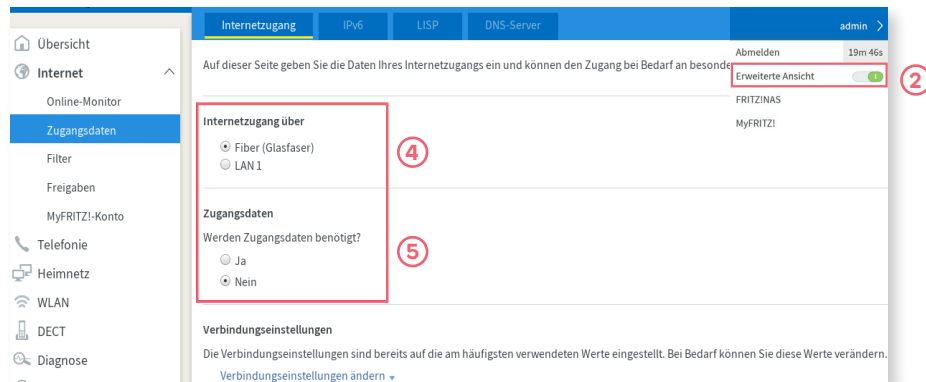 Internetzugang IPv6 LISP DNS-Server admin
Übersicht
Internet
Online-Monitor
Zugangsdaten
Filter
Freigaben
MyFRITZ!-Konto
Telefonie
Heimnetz
WLAN
DECT
Diagnose
Auf dieser Seite geben Sie die Daten Ihres Internetzugangs ein und können den Zugang bei Bedarf an besonde
Abmelden 19m 46s
Erweiterte Ansicht
2
FRITZ!NAS
MyFRITZ!
Internetzugang über
Fiber (Glasfaser)
LAN 1
4
Zugangsdaten
Werden Zugangsdaten benötigt?
Ja
Nein
5
Verbindungseinstellungen
Die Verbindungseinstellungen sind bereits auf die am häufigsten verwendeten Werte eingestellt. Bei Bedarf können Sie diese Werte verändern.
Verbindungseinstellungen ändern